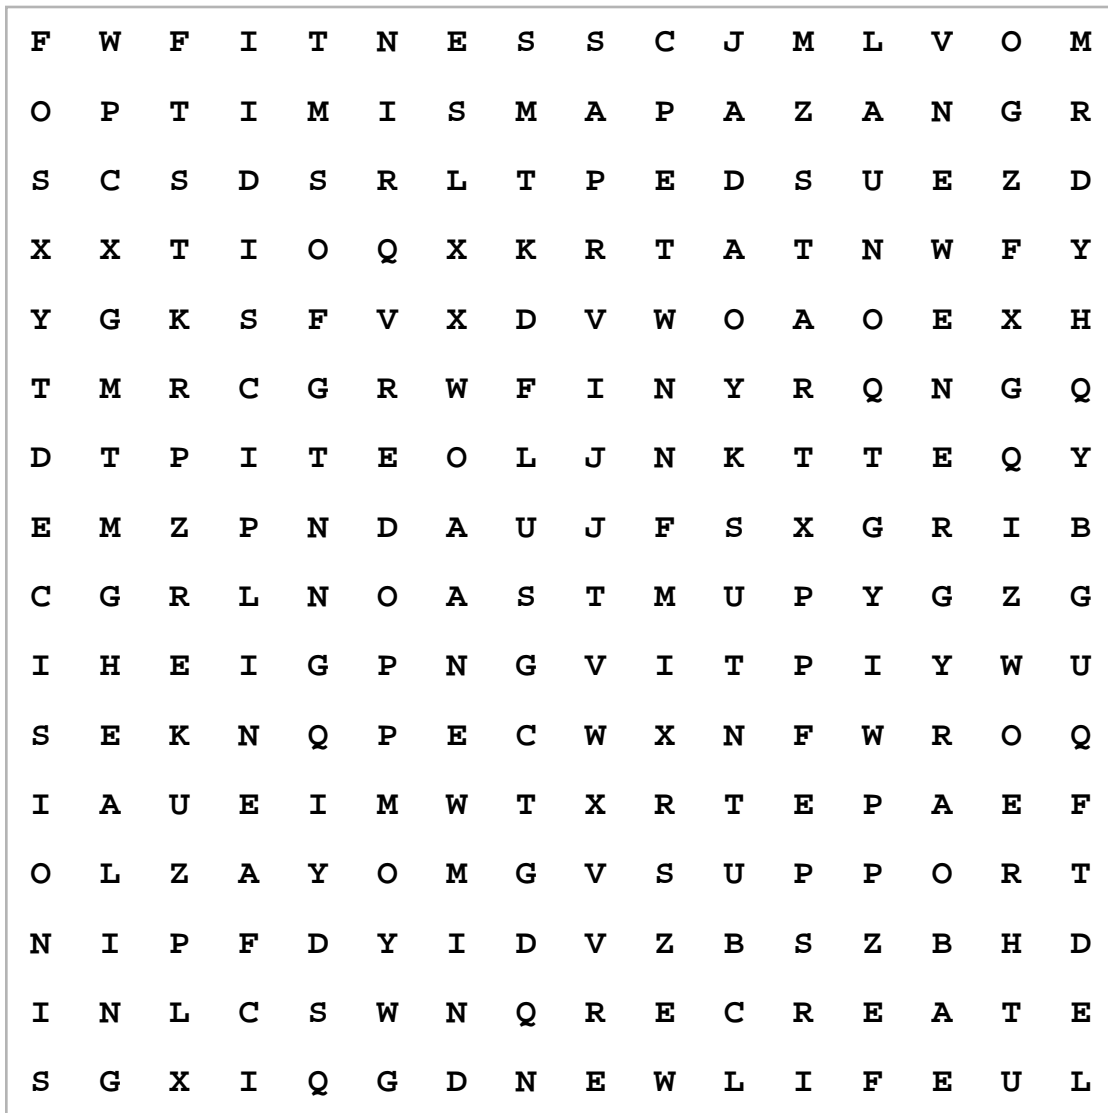 F W F I T N E S S C J M L V O M
O P T I M I S M A P A Z A N G R
S C S D S R L T P E D S U E Z D
X X T I O Q X K R T A T N W F Y
Y G K S F V X D V W O A O E X H
T M R C G R W F I N Y R Q N G Q
D T P I T E O L J N K T T E Q Y
E M Z P N D A U J F S X G R I B
C G R L N O A S T M U P Y G Z G
I H E I G P N G V I T P I Y W U
S E K N Q P E C W X N F W R O Q
I A U E I M W T X R T E P A E F
O L Z A Y O M G V S U P P O R T
N I P F D Y I D V Z B S Z B H D
I N L C S W N Q R E C R E A T E
S G X I Q G D N E W L I F E U L